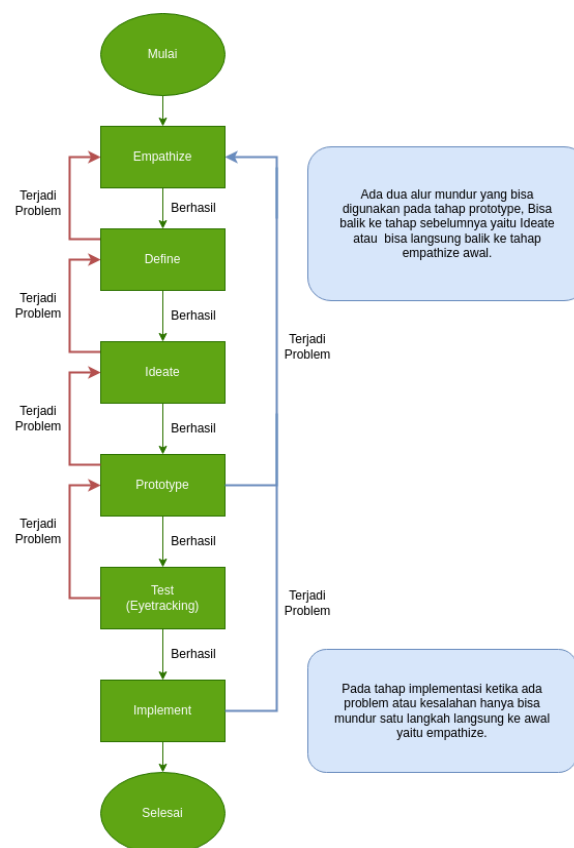 Mulai
Empathize
Terjadi
Problem
Berhasil
Ada dua alur mundur yang bisa
digunakan pada tahap prototype, Bisa
balik ke tahap sebelumnya yaitu Ideate
atau bisa langsung balik ke tahap
empathize awal.
Define
Terjadi
Problem
Berhasil
Terjadi
Problem
Ideate
Terjadi
Problem
Berhasil
Prototype
Terjadi
Problem
Berhasil
Test
(Eyetracking)
Terjadi
Problem
Berhasil
Implement
Pada tahap implementasi ketika ada
problem atau kesalahan hanya bisa
mundur satu langkah langsung ke awal
yaitu empathize.
Selesai